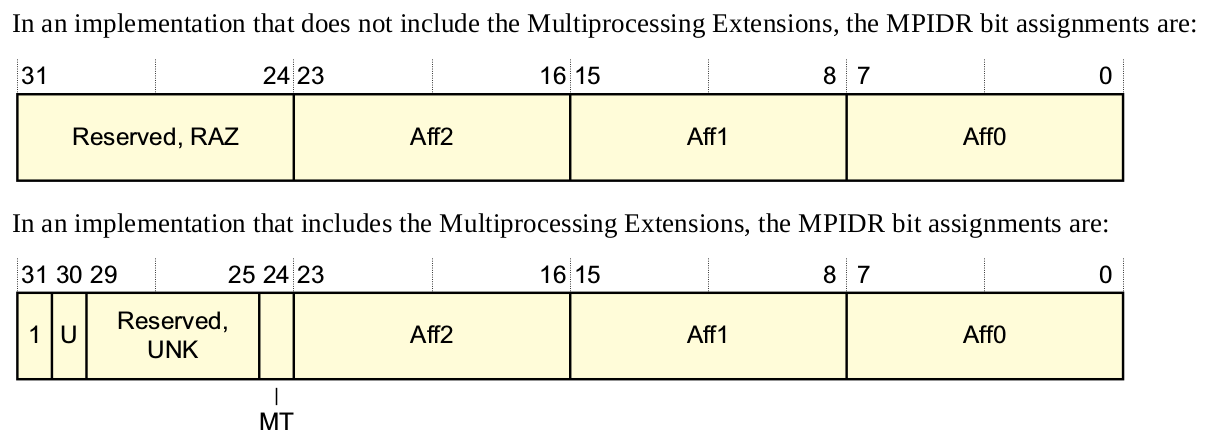 In an implementation that does not include the Multiprocessing Extensions, the MPIDR bit assignments are:
31 24 23 16 15 8 7 0
Reserved, RAZ Aff2 Aff1 Aff0
In an implementation that includes the Multiprocessing Extensions, the MPIDR bit assignments are:
31 30 29 25 24 23 16 15 8 7 0
1 U Reserved, UNK Aff2 Aff1 Aff0
MT